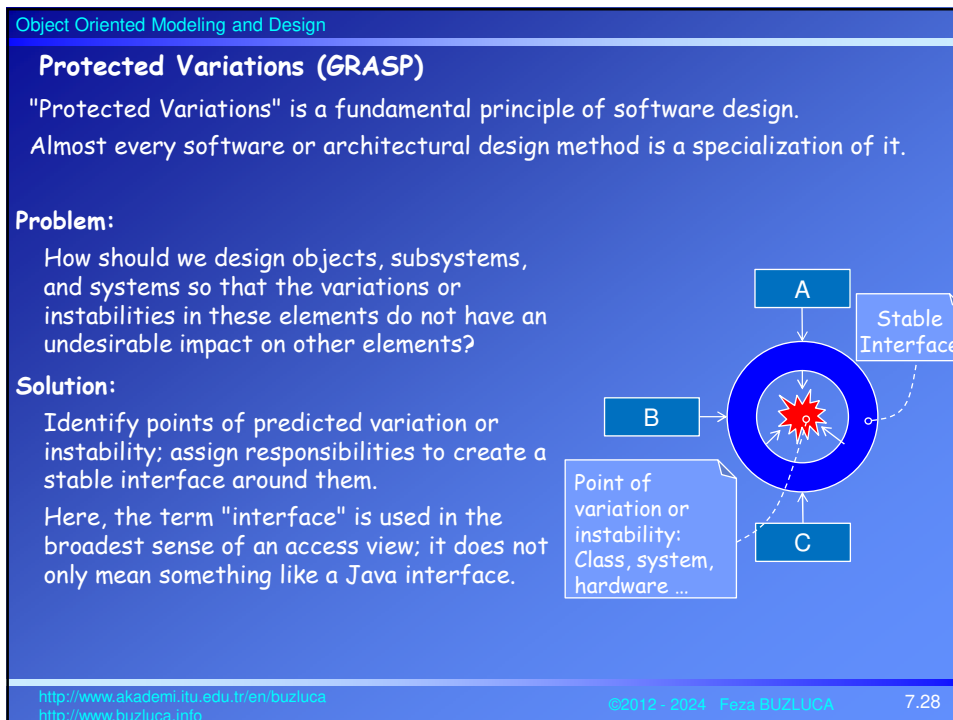 Object Oriented Modeling and Design
Protected Variations (GRASP)
"Protected Variations" is a fundamental principle of software design.
Almost every software or architectural design method is a specialization of it.
Problem:
How should we design objects, subsystems,
and systems so that the variations or
instabilities in these elements do not have an
undesirable impact on other elements?
Solution:
Identify points of predicted variation or
instability; assign responsibilities to create a
stable interface around them.
Here, the term "interface" is used in the
broadest sense of an access view; it does not
only mean something like a Java interface.
A
Stable
Interface
B
Point of
variation or
instability:
Class, system,
hardware …
C
http://www.akademi.itu.edu.tr/en/buzluca
http://www.buzluca.info
©2012 - 2024 Feza BUZLUCA
7.28